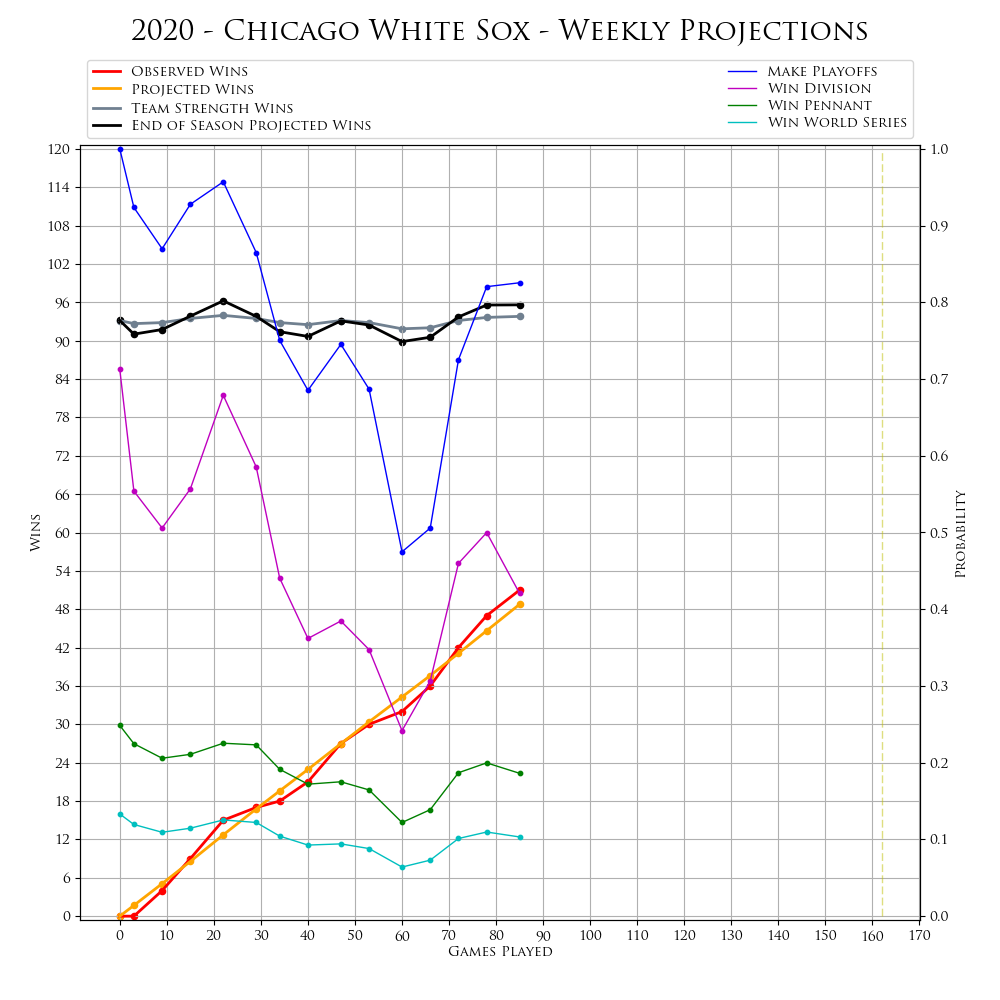 2020 - Chicago White Sox - Weekly Projections
Observed Wins
Projected Wins
Team Strength Wins
End of Season Projected Wins
Make Playoffs
Win Division
Win Pennant
Win World Series
120
114
108
102
96
90
84
78
72
66
60
54
48
42
36
30
24
18
12
6
0
Wins
1.0
0.9
0.8
0.7
0.6
0.5
0.4
0.3
0.2
0.1
0.0
Probability
0 10 20 30 40 50 60 70 80 90 100 110 120 130 140 150 160 170
Games Played